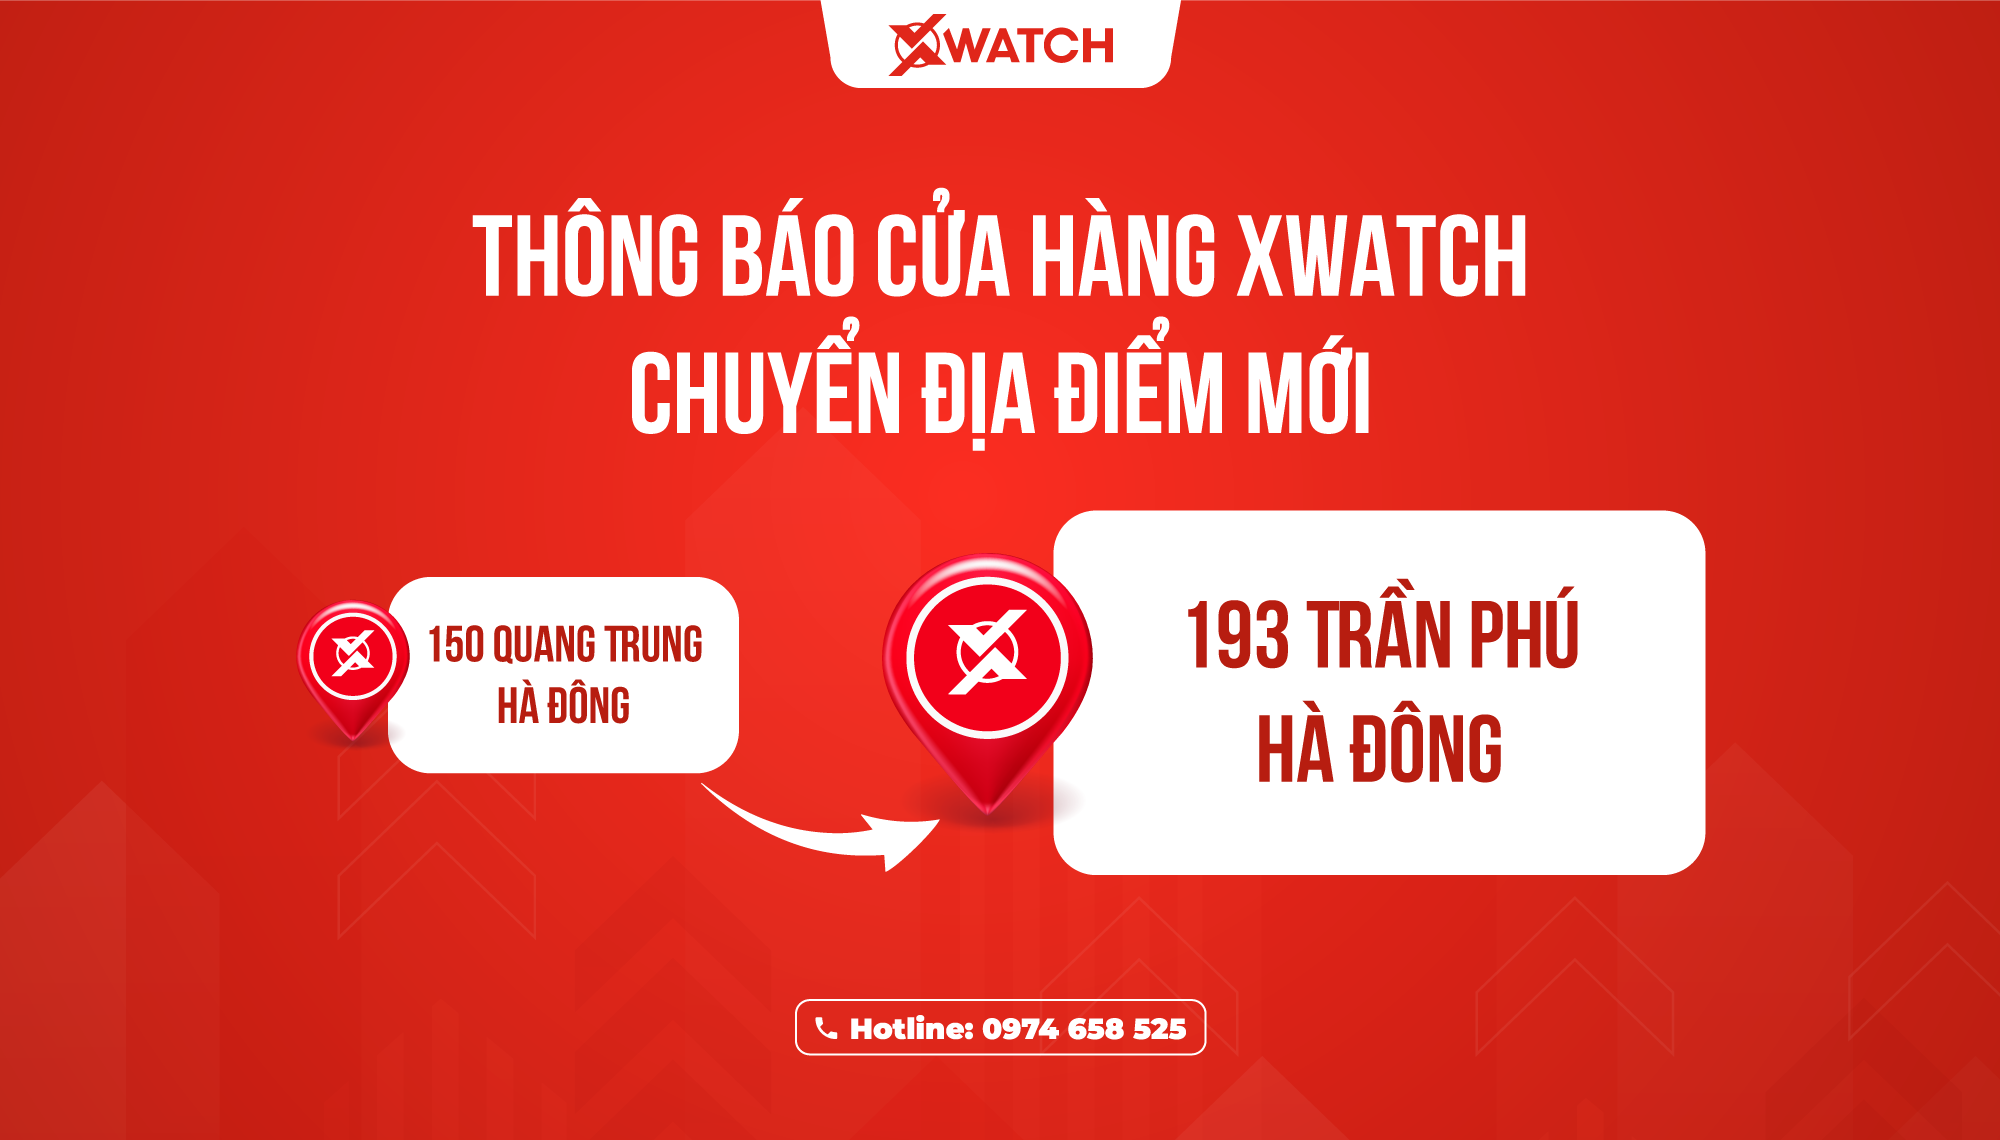 XWATCH
THÔNG BÁO CỬA HÀNG XWATCH
CHUYỂN ĐỊA ĐIỂM MỚI
150 QUANG TRUNG
HÀ ĐÔNG
193 TRẦN PHÚ
HÀ ĐÔNG
Hotline: 0974 658 525